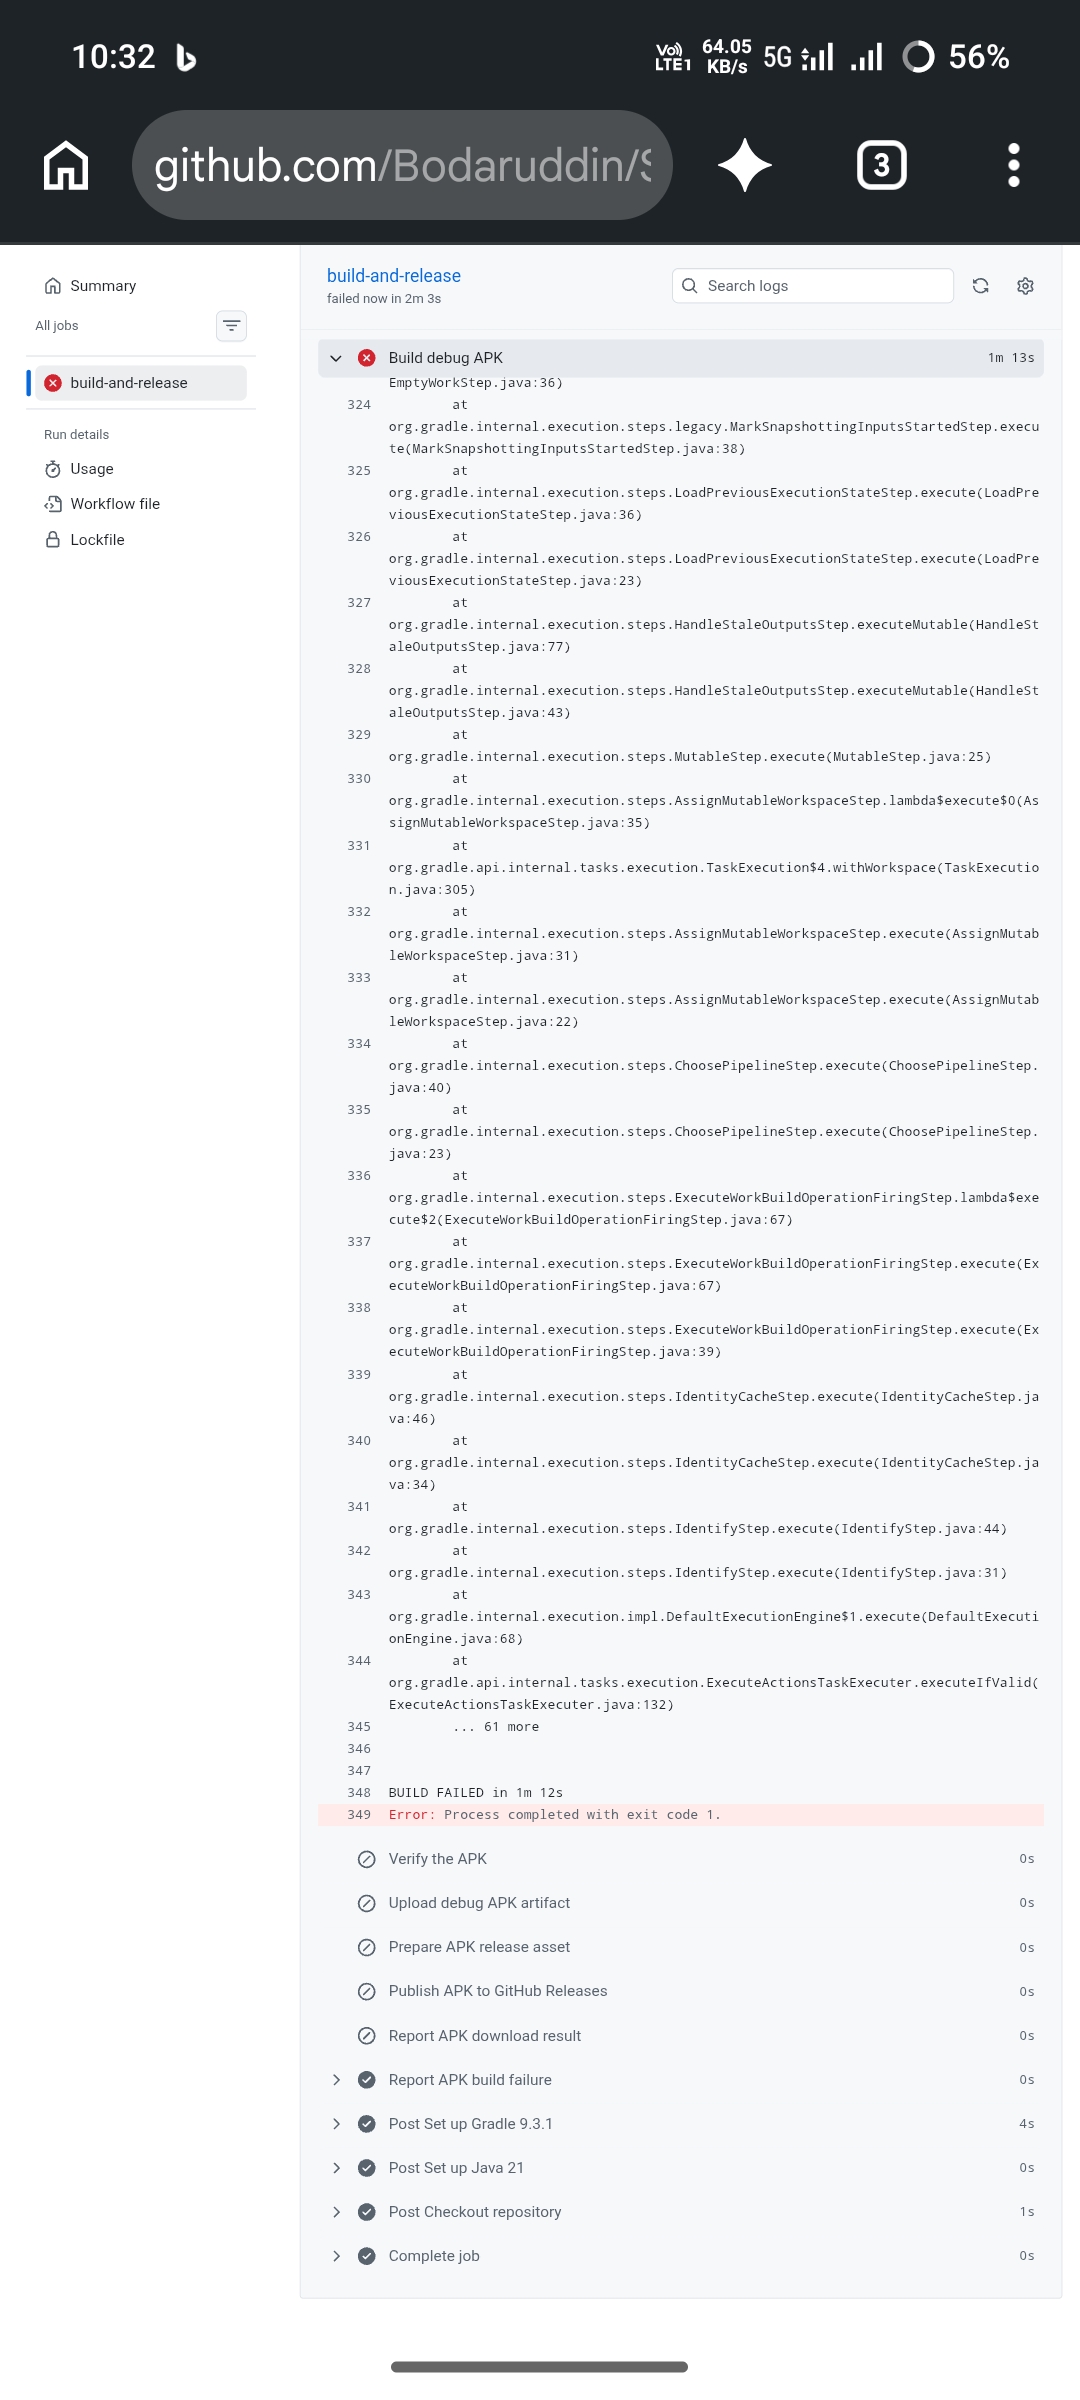 10:32
Vo) LTE1
64.05 KB/s
5G
56%
github.com/Bodaruddin/S
3
Summary
All jobs
build-and-release
Run details
Usage
Workflow file
Lockfile
build-and-release
failed now in 2m 3s
Search logs
Build debug APK 1m 13s
EmptyWorkStep.java:36)
324 at
org.gradle.internal.execution.steps.legacy.MarkSnapshottingInputsStartedStep.execu
te(MarkSnapshottingInputsStartedStep.java:38)
325 at
org.gradle.internal.execution.steps.LoadPreviousExecutionStateStep.execute(LoadPre
viousExecutionStateStep.java:36)
326 at
org.gradle.internal.execution.steps.LoadPreviousExecutionStateStep.execute(LoadPre
viousExecutionStateStep.java:23)
327 at
org.gradle.internal.execution.steps.HandleStaleOutputsStep.executeMutable(HandleSt
aleOutputsStep.java:77)
328 at
org.gradle.internal.execution.steps.HandleStaleOutputsStep.executeMutable(HandleSt
aleOutputsStep.java:43)
329 at
org.gradle.internal.execution.steps.MutableStep.execute(MutableStep.java:25)
330 at
org.gradle.internal.execution.steps.AssignMutableWorkspaceStep.lambda$execute$0(As
signMutableWorkspaceStep.java:35)
331 at
org.gradle.api.internal.tasks.execution.TaskExecution$4.withWorkspace(TaskExecutio
n.java:305)
332 at
org.gradle.internal.execution.steps.AssignMutableWorkspaceStep.execute(AssignMutab
leWorkspaceStep.java:31)
333 at
org.gradle.internal.execution.steps.AssignMutableWorkspaceStep.execute(AssignMutab
leWorkspaceStep.java:22)
334 at
org.gradle.internal.execution.steps.ChoosePipelineStep.execute(ChoosePipelineStep.
java:40)
335 at
org.gradle.internal.execution.steps.ChoosePipelineStep.execute(ChoosePipelineStep.
java:23)
336 at
org.gradle.internal.execution.steps.ExecuteWorkBuildOperationFiringStep.lambda$exe
cute$2(ExecuteWorkBuildOperationFiringStep.java:67)
337 at
org.gradle.internal.execution.steps.ExecuteWorkBuildOperationFiringStep.execute(Ex
ecuteWorkBuildOperationFiringStep.java:67)
338 at
org.gradle.internal.execution.steps.ExecuteWorkBuildOperationFiringStep.execute(Ex
ecuteWorkBuildOperationFiringStep.java:39)
339 at
org.gradle.internal.execution.steps.IdentityCacheStep.execute(IdentityCacheStep.ja
va:46)
340 at
org.gradle.internal.execution.steps.IdentityCacheStep.execute(IdentityCacheStep.ja
va:34)
341 at
org.gradle.internal.execution.steps.IdentifyStep.execute(IdentifyStep.java:44)
342 at
org.gradle.internal.execution.steps.IdentifyStep.execute(IdentifyStep.java:31)
343 at
org.gradle.internal.execution.impl.DefaultExecutionEngine$1.execute(DefaultExecuti
onEngine.java:68)
344 at
org.gradle.api.internal.tasks.execution.ExecuteActionsTaskExecuter.executeIfValid(
ExecuteActionsTaskExecuter.java:132)
345 ... 61 more
346
347
348 BUILD FAILED in 1m 12s
349 Error: Process completed with exit code 1.
Verify the APK 0s
Upload debug APK artifact 0s
Prepare APK release asset 0s
Publish APK to GitHub Releases 0s
Report APK download result 0s
Report APK build failure 0s
Post Set up Gradle 9.3.1 4s
Post Set up Java 21 0s
Post Checkout repository 1s
Complete job 0s